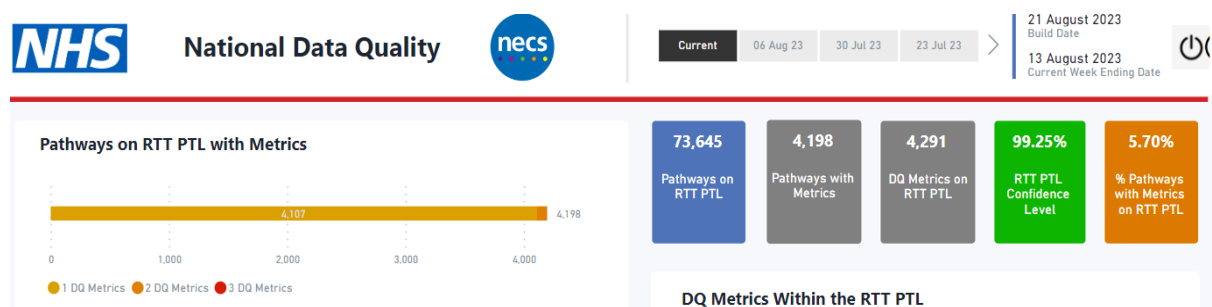 NHS
National Data Quality
necs
Current
06 Aug 23
30 Jul 23
23 Jul 23
21 August 2023
Build Date
13 August 2023
Current Week Ending Date
Pathways on RTT PTL with Metrics
4,107
4,198
0
1,000
2,000
3,000
4,000
1 DQ Metrics
2 DQ Metrics
3 DQ Metrics
73,645
Pathways on
RTT PTL
4,198
Pathways with
Metrics
4,291
DQ Metrics on
RTT PTL
99.25%
RTT PTL
Confidence
Level
5.70%
% Pathways
with Metrics
on RTT PTL
DQ Metrics Within the RTT PTL